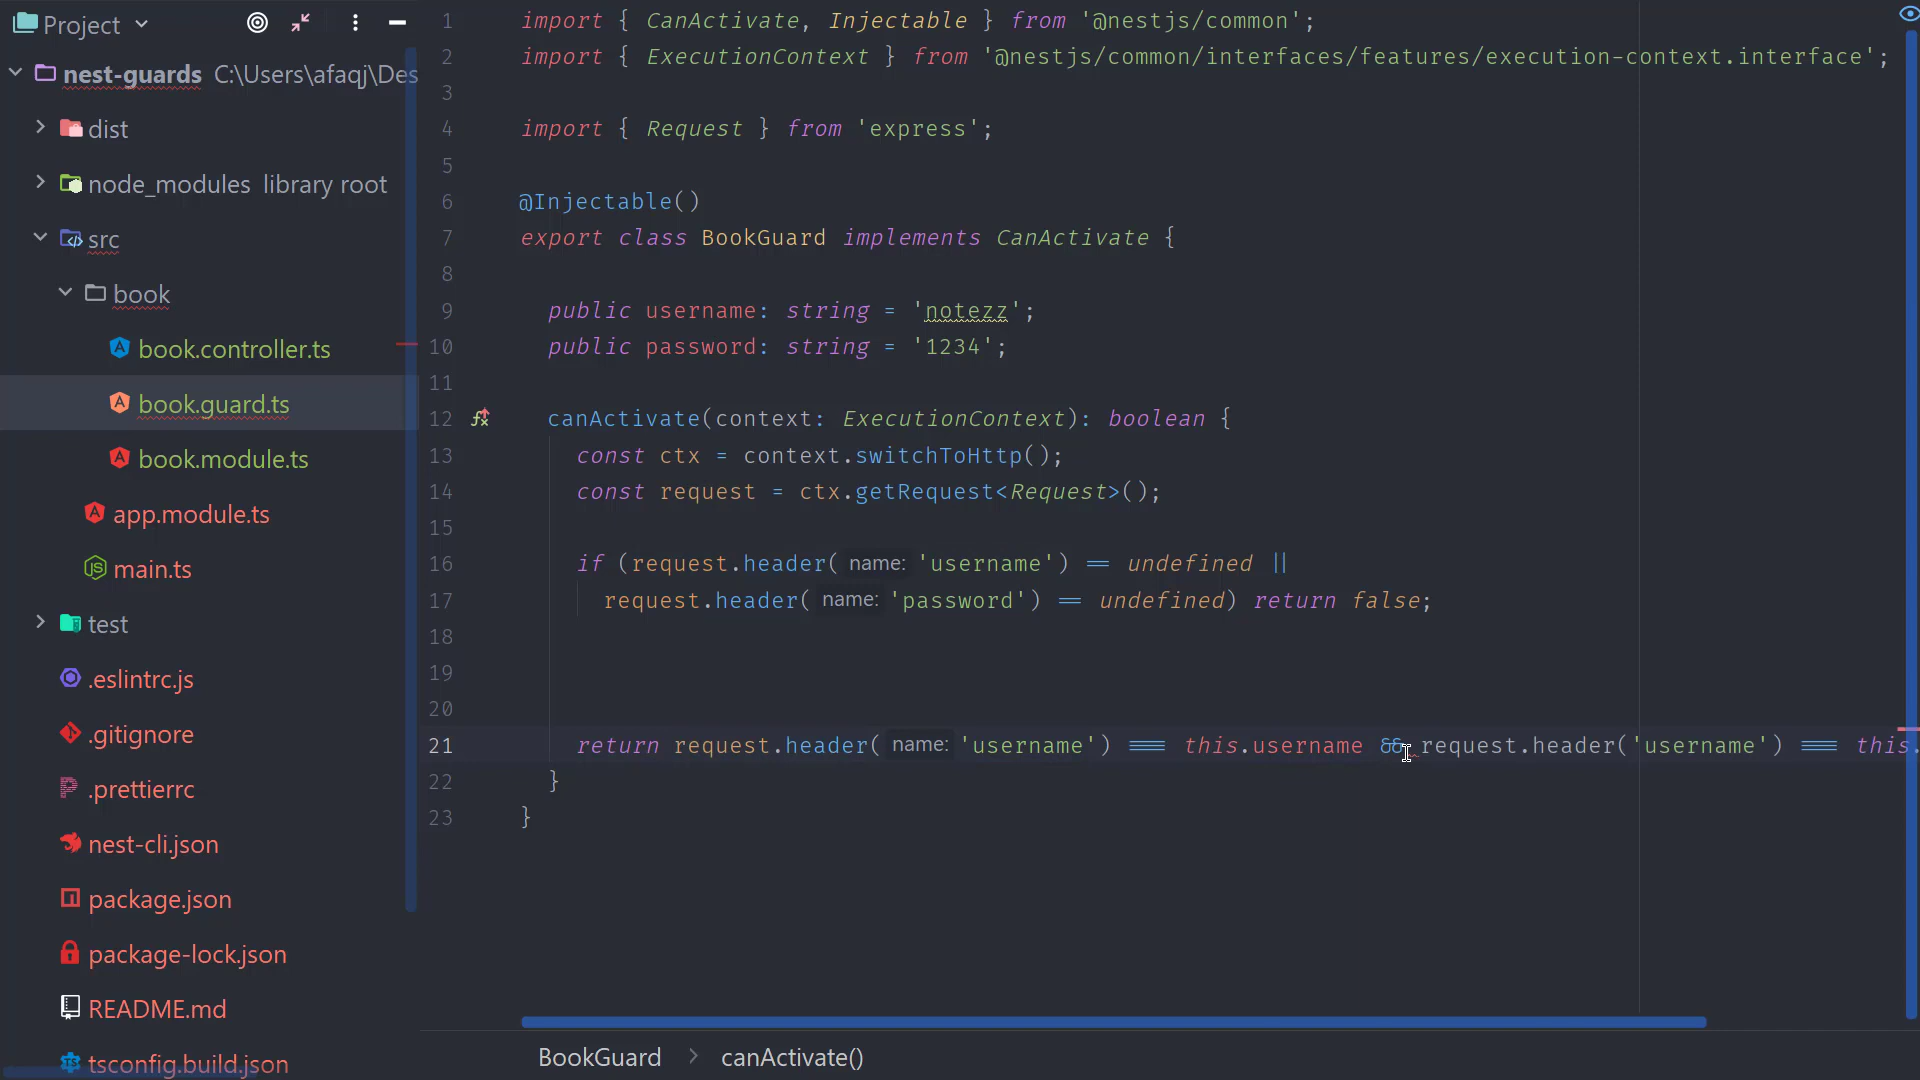 Project
nest-guards C:\Users\afaqj\Des
dist
node_modules library root
src
book
book.controller.ts
book.guard.ts
book.module.ts
app.module.ts
main.ts
test
.eslintrc.js
.gitignore
.prettierrc
nest-cli.json
package.json
package-lock.json
README.md
tsconfig.build.json
1 import { CanActivate, Injectable } from '@nestjs/common';
2 import { ExecutionContext } from '@nestjs/common/interfaces/features/execution-context.interface';
3
4 import { Request } from 'express';
5
6 @Injectable()
7 export class BookGuard implements CanActivate {
8
9 public username: string = 'notezz';
10 public password: string = '1234';
11
12 canActivate(context: ExecutionContext): boolean {
13 const ctx = context.switchToHttp();
14 const request = ctx.getRequest<Request>();
15
16 if (request.header( name: 'username') == undefined ||
17 request.header( name: 'password') == undefined) return false;
18
19
20
21 return request.header( name: 'username') === this.username && request.header('username') === this.
22 }
23 }
BookGuard > canActivate()